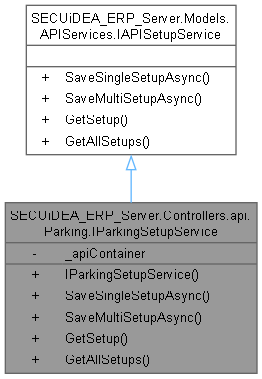 SECUiDEA_ERP_Server.Models.
APIServices.IAPISetupService
+ SaveSingleSetupAsync()
+ SaveMultiSetupAsync()
+ GetSetup()
+ GetAllSetups()
SECUiDEA_ERP_Server.Controllers.api.
Parking.IParkingSetupService
- _apiContainer
+ IParkingSetupService()
+ SaveSingleSetupAsync()
+ SaveMultiSetupAsync()
+ GetSetup()
+ GetAllSetups()